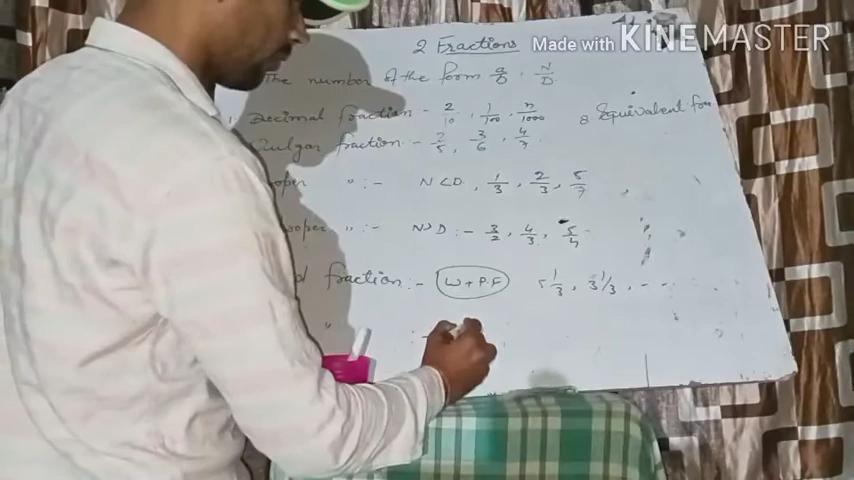 2 Fractions
Made with KINEMASTER
The number of the form a/b , N/D
Decimal fraction - 2/10 , 1/100 , n/1000
8 Equivalent
Vulgar fraction - 2/5 , 3/6 , 4/7
oper " :- N < D , 1/3 , 2/3 , 5/7
roper " :- N > D :- 3/2 , 4/3 , 5/4
d fraction :- W + P.F 5 1/3 , 3 1/3 , - -
"